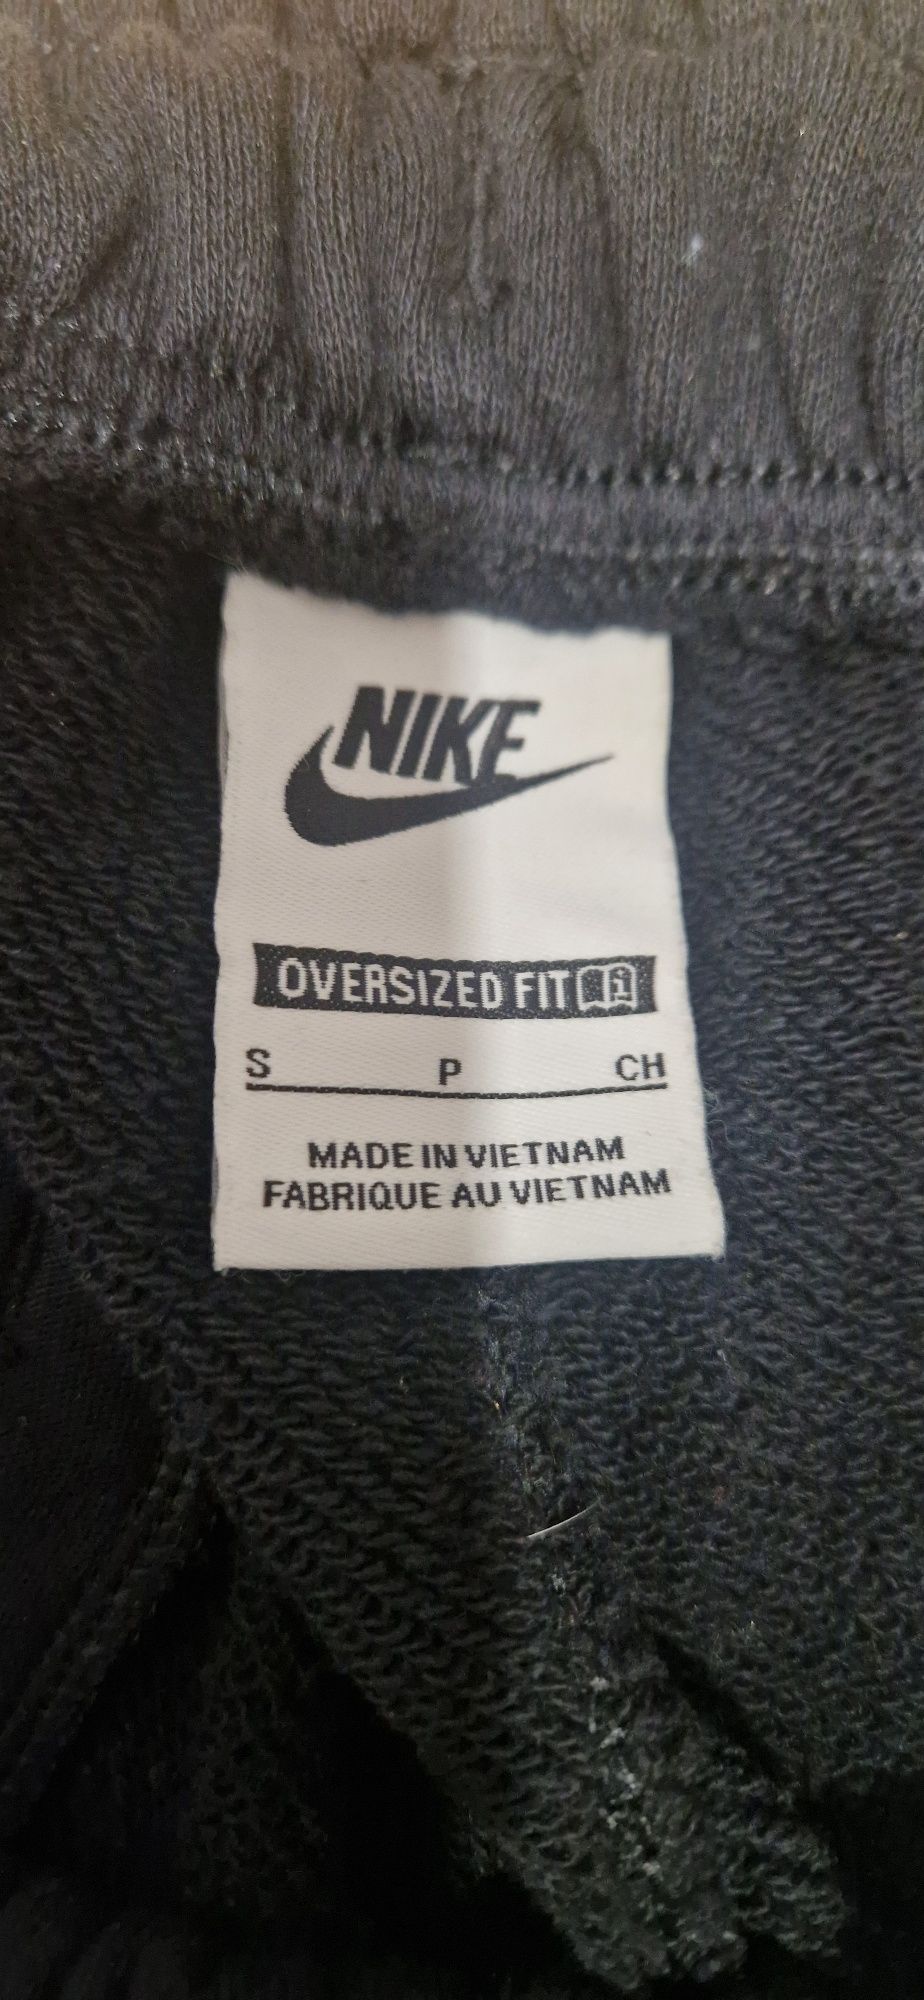 NIKE
OVERSIZED FIT
S P CH
MADE IN VIETNAM
FABRIQUE AU VIETNAM